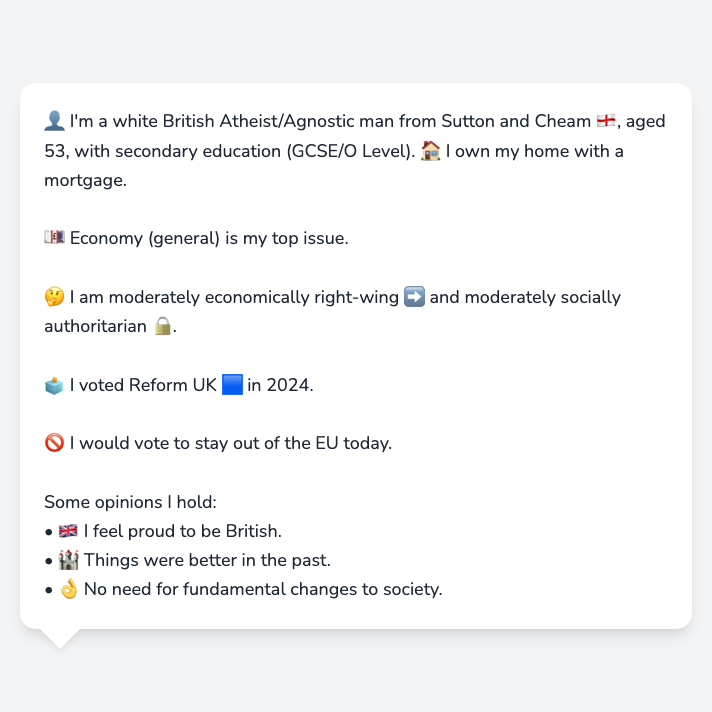 👤 I'm a white British Atheist/Agnostic man from Sutton and Cheam 🏴󠁧󠁢󠁥󠁮󠁧󠁿, aged
53, with secondary education (GCSE/O Level). 🏠 I own my home with a
mortgage.
💷 Economy (general) is my top issue.
🤔 I am moderately economically right-wing ➡️ and moderately socially
authoritarian 🔒.
🗳️ I voted Reform UK 🟦 in 2024.
🚫 I would vote to stay out of the EU today.
Some opinions I hold:
• 🇬🇧 I feel proud to be British.
• 🏰 Things were better in the past.
• 👌 No need for fundamental changes to society.